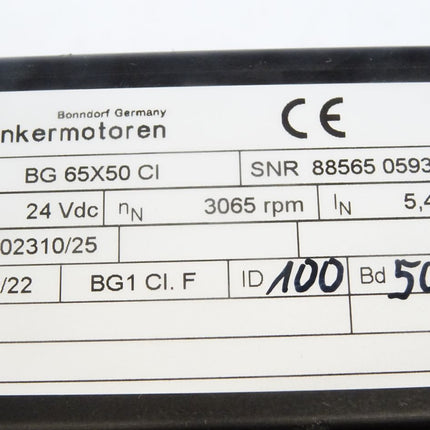 Bonndorf Germany
nkermotoren CE
BG 65X50 CI SNR 88565 0593
24 Vdc nN 3065 rpm IN 5,4
02310/25
/22 BG1 Cl. F ID 100 Bd 50